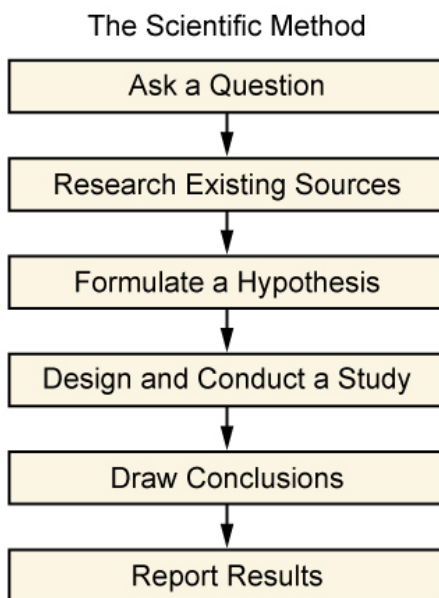 The Scientific Method
Ask a Question
Research Existing Sources
Formulate a Hypothesis
Design and Conduct a Study
Draw Conclusions
Report Results